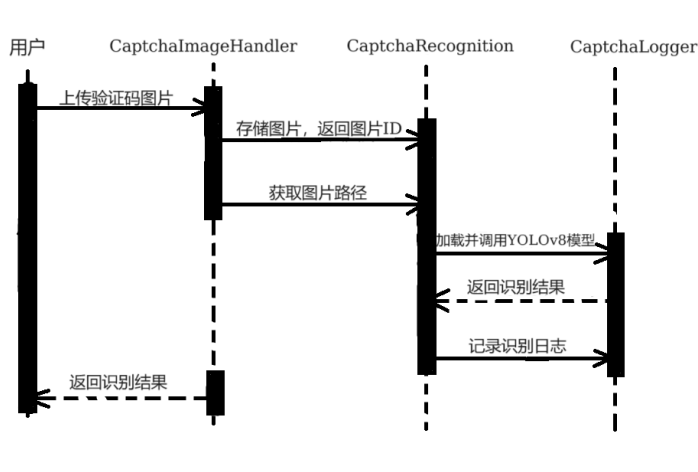 用户
CaptchaImageHandler
CaptchaRecognition
CaptchaLogger
上传验证码图片
存储图片，返回图片ID
获取图片路径
加载并调用YOLOv8模型
返回识别结果
记录识别日志
返回识别结果